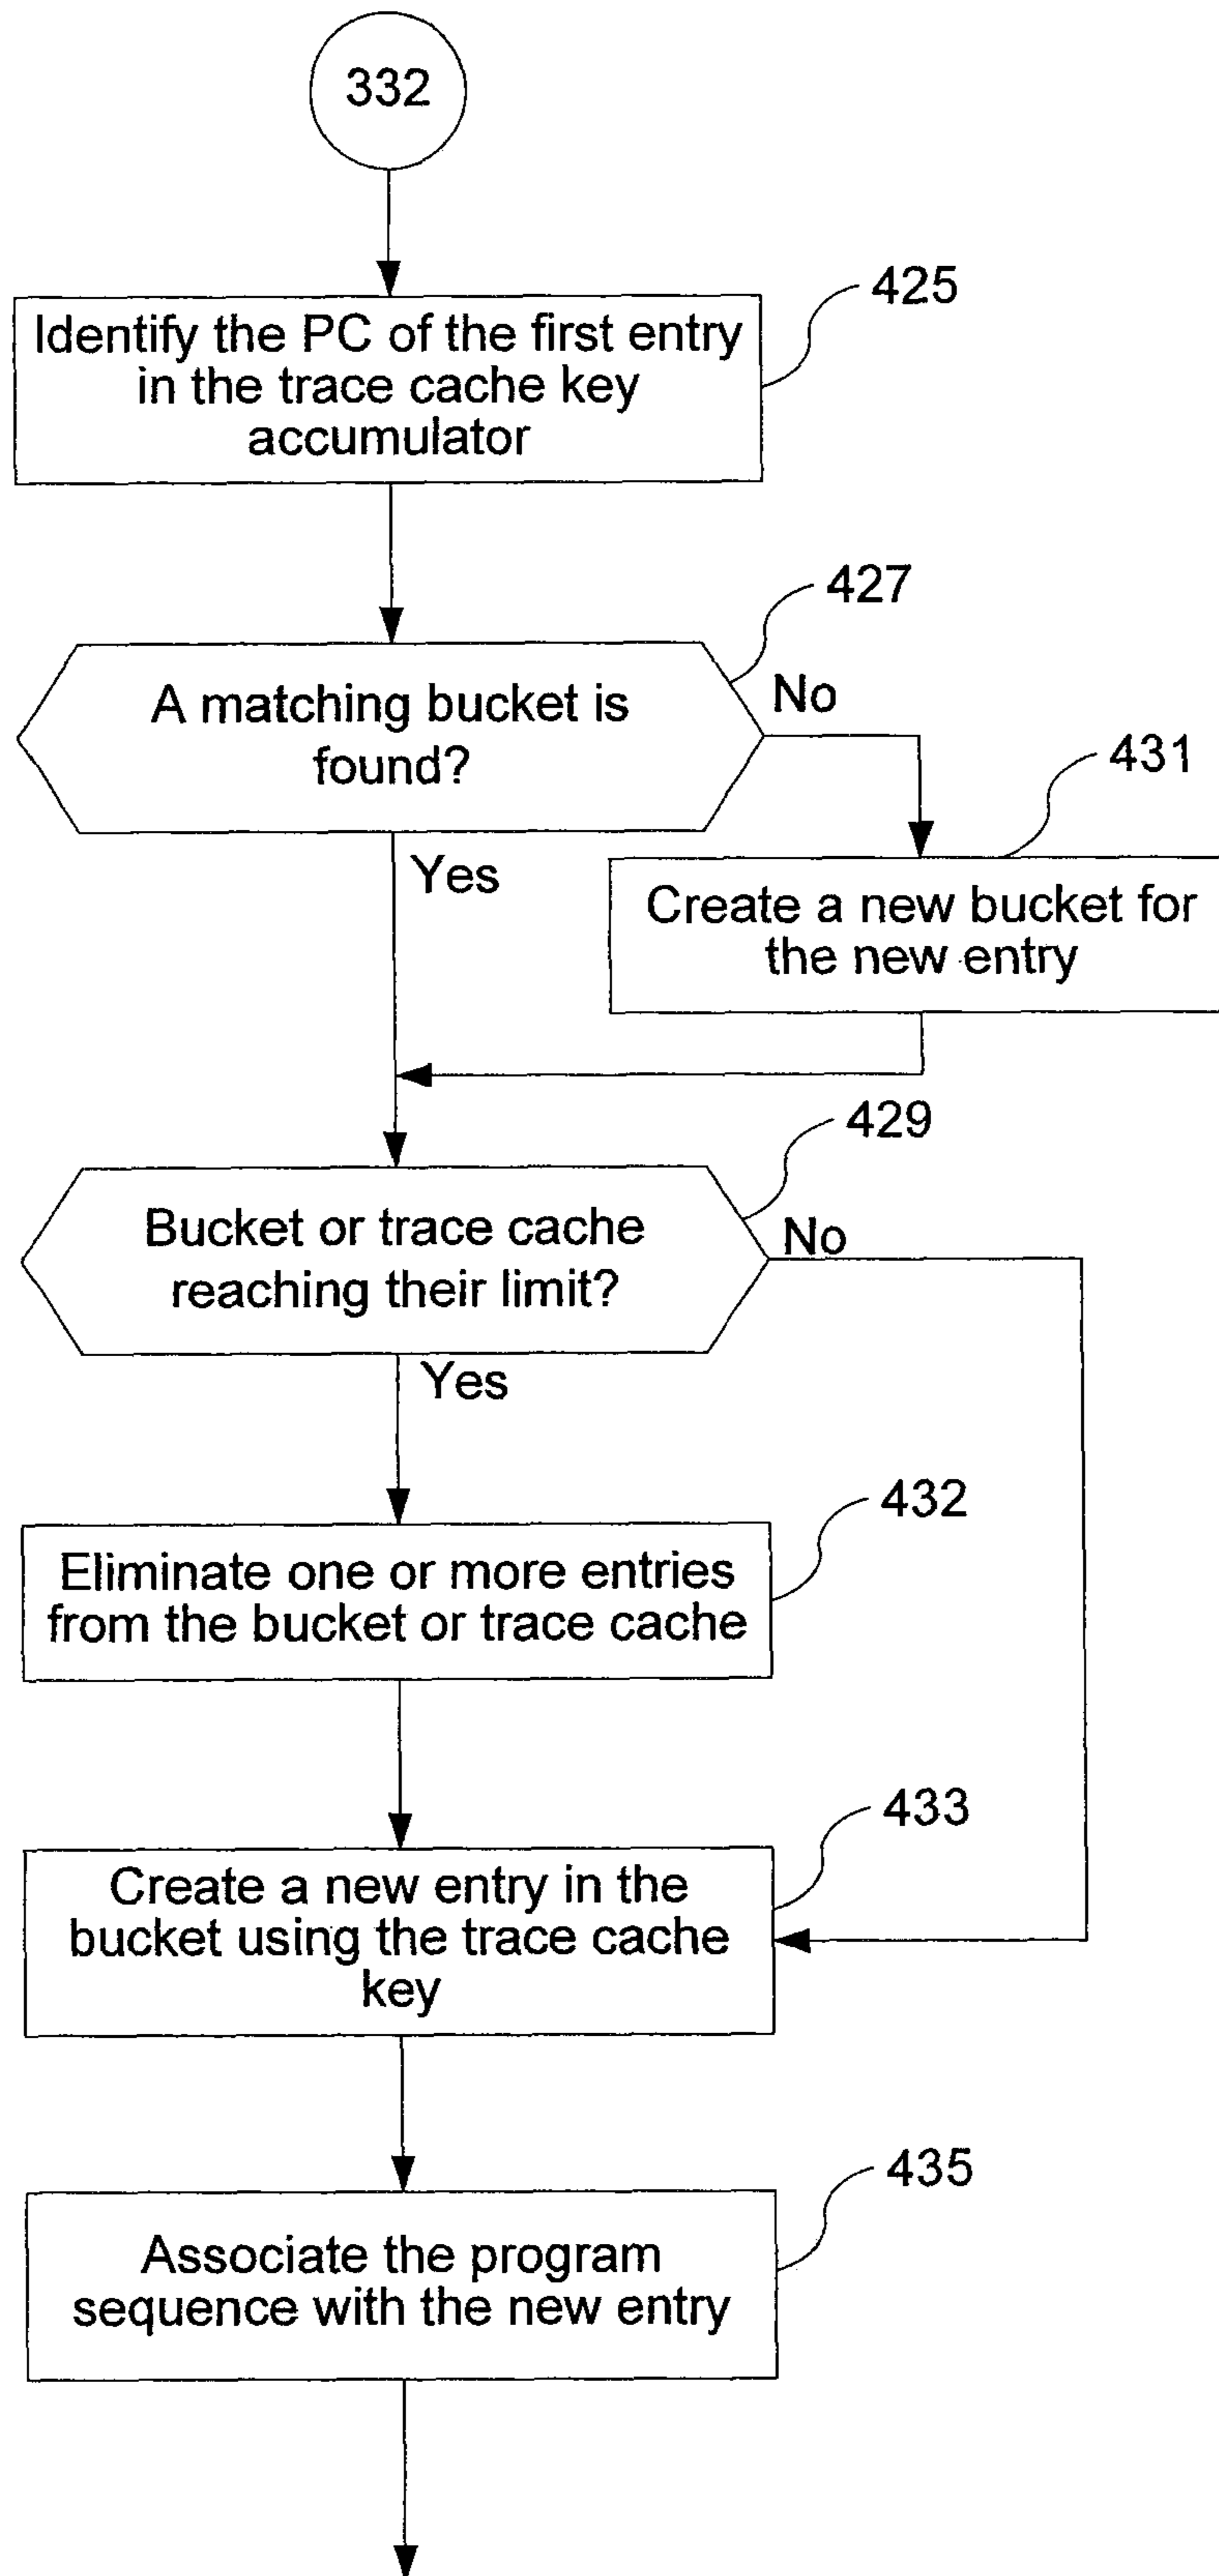 332
425
Identify the PC of the first entry
in the trace cache key
accumulator
427
A matching bucket is
found?
No
431
Yes
Create a new bucket for
the new entry
429
Bucket or trace cache
reaching their limit?
No
Yes
432
Eliminate one or more entries
from the bucket or trace cache
433
Create a new entry in the
bucket using the trace cache
key
435
Associate the program
sequence with the new entry